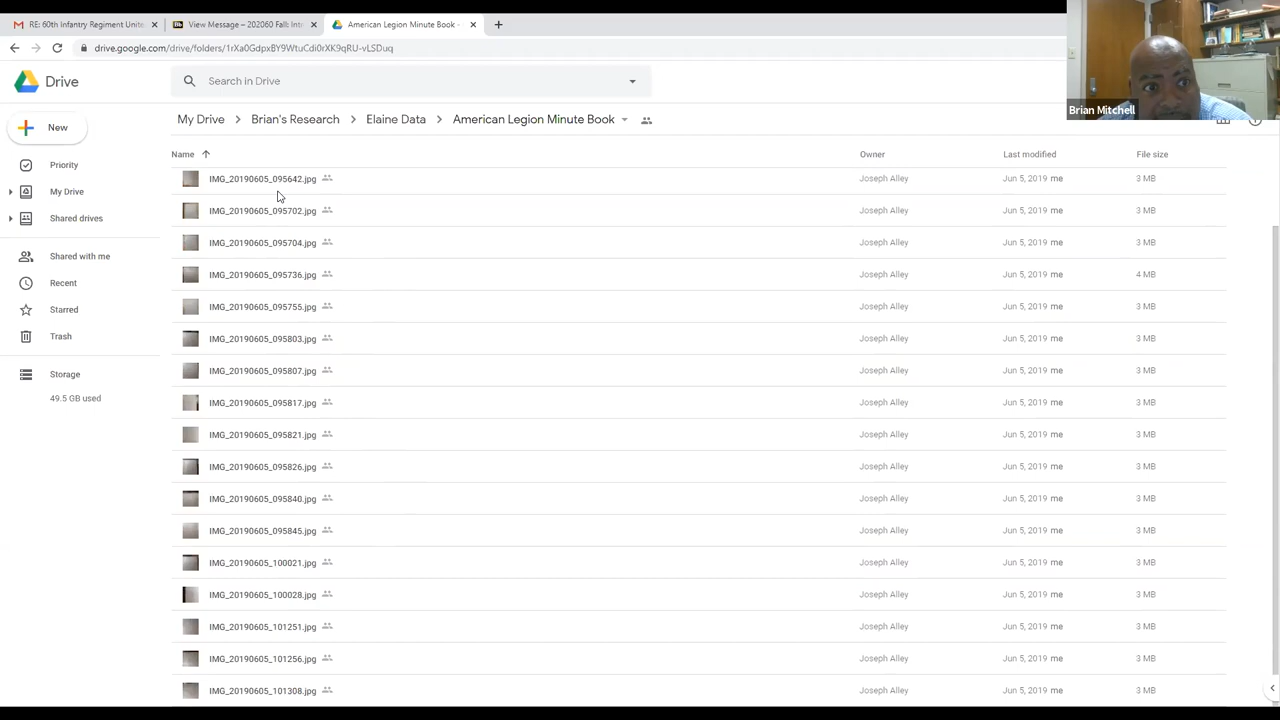 RE: 60th Infantry Regiment Unite
View Message – 202060 Fall: Intr
American Legion Minute Book -
drive.google.com/drive/folders/1rXa0GdpxBY9WtuCdi0rXK9qRU-vLSDuq
Drive
Search in Drive
Brian Mitchell
New
My Drive > Brian's Research > Elaine Data > American Legion Minute Book
Priority
My Drive
Shared drives
Shared with me
Recent
Starred
Trash
Storage
49.5 GB used
Name Owner Last modified File size
IMG_20190605_095642.jpg Joseph Alley Jun 5, 2019 me 3 MB
IMG_20190605_095702.jpg Joseph Alley Jun 5, 2019 me 3 MB
IMG_20190605_095704.jpg Joseph Alley Jun 5, 2019 me 3 MB
IMG_20190605_095736.jpg Joseph Alley Jun 5, 2019 me 4 MB
IMG_20190605_095755.jpg Joseph Alley Jun 5, 2019 me 3 MB
IMG_20190605_095803.jpg Joseph Alley Jun 5, 2019 me 3 MB
IMG_20190605_095807.jpg Joseph Alley Jun 5, 2019 me 3 MB
IMG_20190605_095817.jpg Joseph Alley Jun 5, 2019 me 3 MB
IMG_20190605_095821.jpg Joseph Alley Jun 5, 2019 me 3 MB
IMG_20190605_095826.jpg Joseph Alley Jun 5, 2019 me 3 MB
IMG_20190605_095840.jpg Joseph Alley Jun 5, 2019 me 3 MB
IMG_20190605_095845.jpg Joseph Alley Jun 5, 2019 me 3 MB
IMG_20190605_100021.jpg Joseph Alley Jun 5, 2019 me 3 MB
IMG_20190605_100028.jpg Joseph Alley Jun 5, 2019 me 3 MB
IMG_20190605_101251.jpg Joseph Alley Jun 5, 2019 me 3 MB
IMG_20190605_101256.jpg Joseph Alley Jun 5, 2019 me 3 MB
IMG_20190605_101308.jpg Joseph Alley Jun 5, 2019 me 3 MB